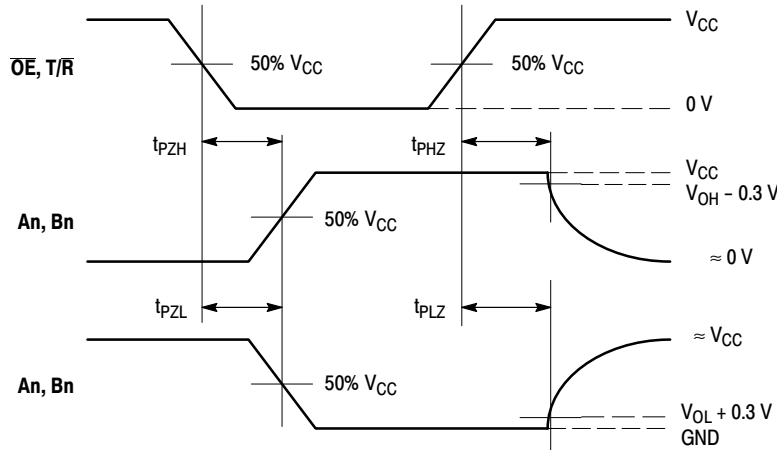 V_CC
O̅E̅, T/R̅
50% V_CC
50% V_CC
0 V
t_PZH
t_PHZ
V_CC
V_OH – 0.3 V
An, Bn
50% V_CC
≈ 0 V
t_PZL
t_PLZ
≈ V_CC
An, Bn
50% V_CC
V_OL + 0.3 V
GND